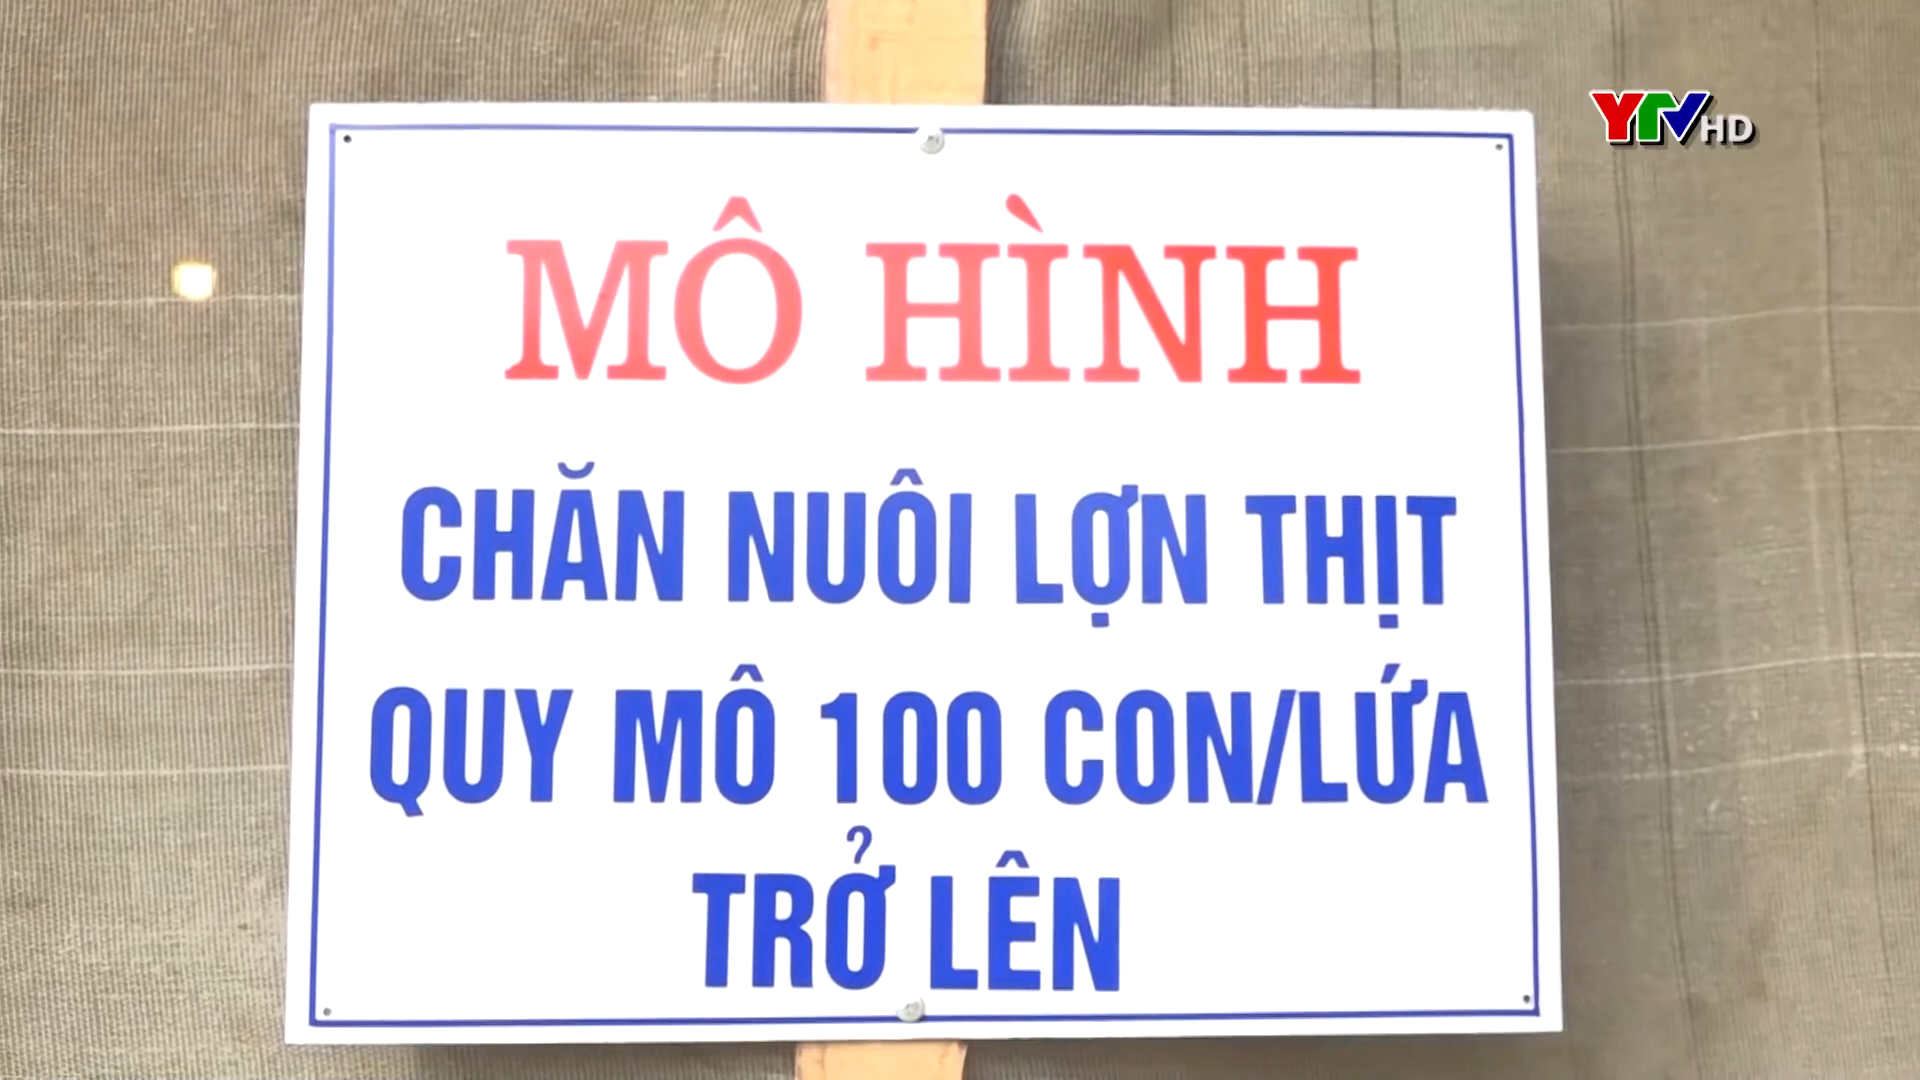 YTV HD
MÔ HÌNH
CHĂN NUÔI LỢN THỊT
QUY MÔ 100 CON/LỨA
TRỞ LÊN